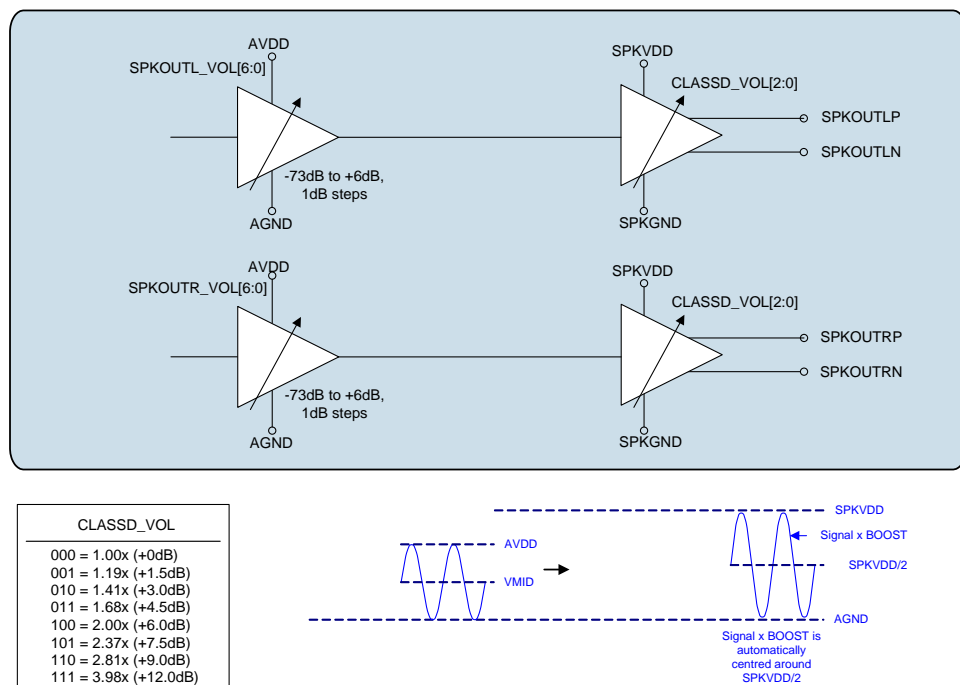 AVDD
SPKOUTL_VOL[6:0]
-73dB to +6dB,
1dB steps
AGND
SPKVDD
CLASSD_VOL[2:0]
SPKOUTLP
SPKOUTLN
SPKGND
AVDD
SPKOUTR_VOL[6:0]
-73dB to +6dB,
1dB steps
AGND
SPKVDD
CLASSD_VOL[2:0]
SPKOUTRP
SPKOUTRN
SPKGND
CLASSD_VOL
000 = 1.00x (+0dB)
001 = 1.19x (+1.5dB)
010 = 1.41x (+3.0dB)
011 = 1.68x (+4.5dB)
100 = 2.00x (+6.0dB)
101 = 2.37x (+7.5dB)
110 = 2.81x (+9.0dB)
111 = 3.98x (+12.0dB)
AVDD
VMID
SPKVDD
Signal x BOOST
SPKVDD/2
AGND
Signal x BOOST is
automatically
centred around
SPKVDD/2